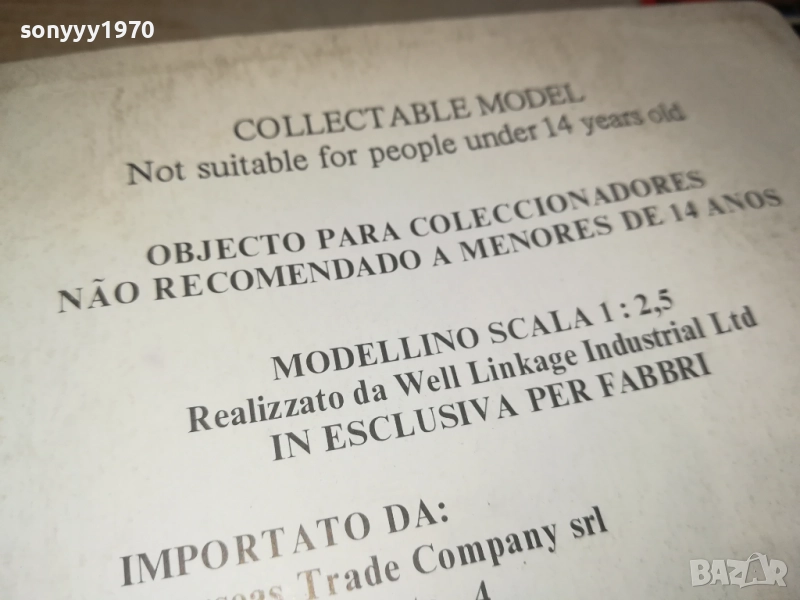 sonyyy1970
COLLECTABLE MODEL
Not suitable for people under 14 years old
OBJECTO PARA COLECCIONADORES
NÃO RECOMENDADO A MENORES DE 14 ANOS
MODELLINO SCALA 1 : 2,5
Realizzato da Well Linkage Industrial Ltd
IN ESCLUSIVA PER FABBRI
IMPORTATO DA:
Trade Company srl
4
BAZAR